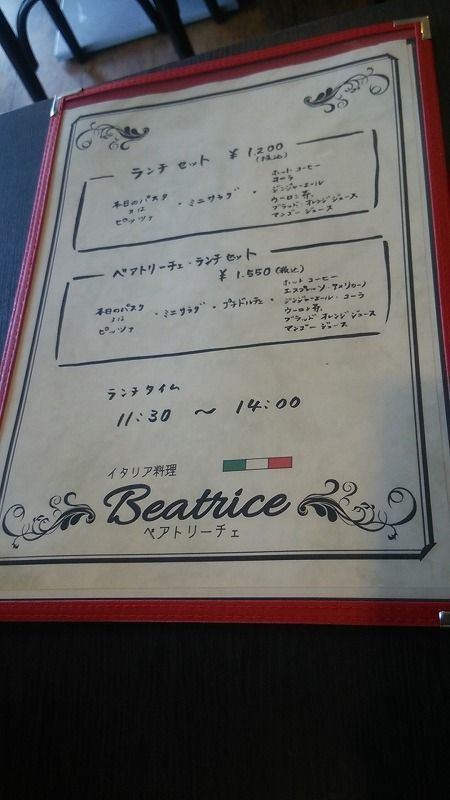 ランチ セット ¥1.200
(税込)
本日のパスタ
又は
ピッツァ
・ミニサラダ・
ホットコーヒー
コーラ
ジンジャーエール
ウーロン茶
ブラッド・オレンジジュース
マンゴージュース
ベアトリーチェ・ランチ セット
¥1.550(税込)
本日のパスタ
又は
ピッツァ
・ミニサラダ・プチドルチェ・
ホットコーヒー
エスプレッソ・アメリカーノ
ジンジャーエール・コーラ
ウーロン茶
ブラッド オレンジジュース
マンゴージュース
ランチタイム
11:30 〜 14:00
イタリア料理
Beatrice
ベアトリーチェ